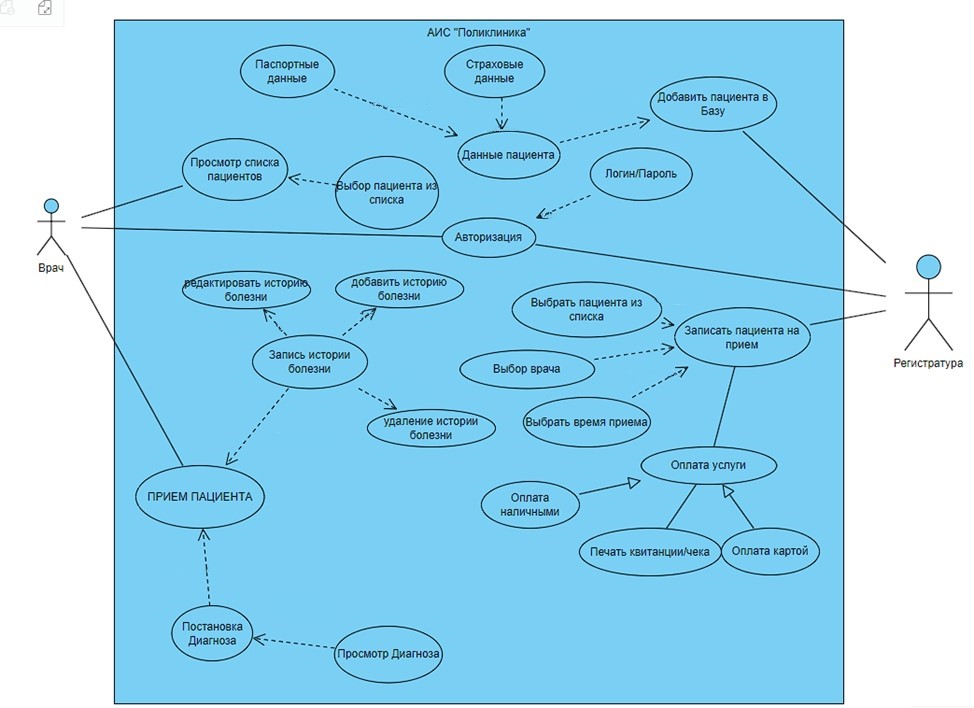 АИС "Поликлиника"
Паспортные
данные
Страховые
данные
Добавить пациента в
Базу
Данные пациента
Просмотр списка
пациентов
Выбор пациента из
списка
Логин/Пароль
Авторизация
Врач
редактировать историю
болезни
добавить историю
болезни
Выбрать пациента из
списка
Записать пациента на
прием
Регистратура
Запись истории
болезни
Выбор врача
удаление истории
болезни
Выбрать время приема
Оплата услуги
ПРИЕМ ПАЦИЕНТА
Оплата
наличными
Печать квитанции/чека
Оплата картой
Постановка
Диагноза
Просмотр Диагноза